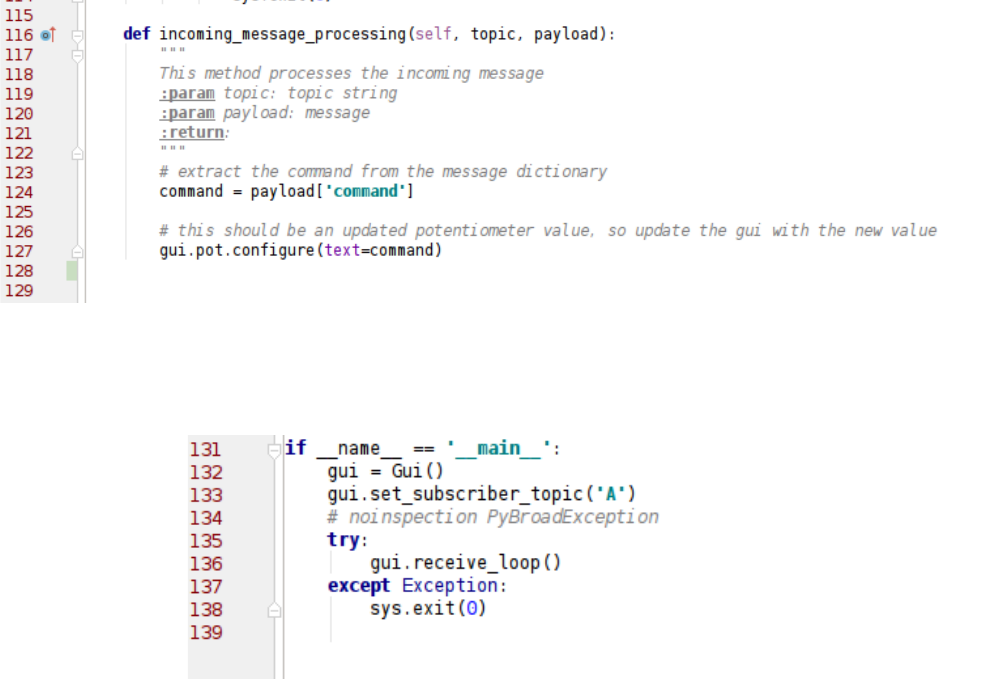 115
116 def incoming_message_processing(self, topic, payload):
117 """
118 This method processes the incoming message
119 :param topic: topic string
120 :param payload: message
121 :return:
122 """
123 # extract the command from the message dictionary
124 command = payload['command']
125
126 # this should be an updated potentiometer value, so update the gui with the new value
127 gui.pot.configure(text=command)
128
129
131 if __name__ == '__main__':
132 gui = Gui()
133 gui.set_subscriber_topic('A')
134 # noinspection PyBroadException
135 try:
136 gui.receive_loop()
137 except Exception:
138 sys.exit(0)
139